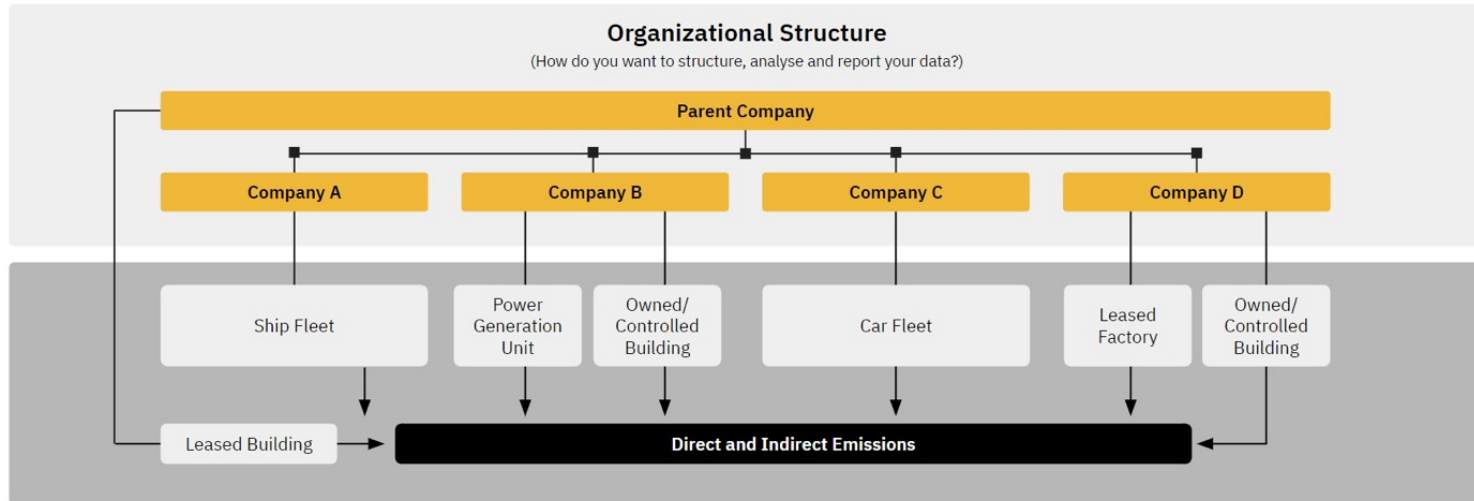 Organizational Structure
(How do you want to structure, analyse and report your data?)
Parent Company
Company A
Company B
Company C
Company D
Ship Fleet
Power
Generation
Unit
Owned/
Controlled
Building
Car Fleet
Leased
Factory
Owned/
Controlled
Building
Leased Building
Direct and Indirect Emissions